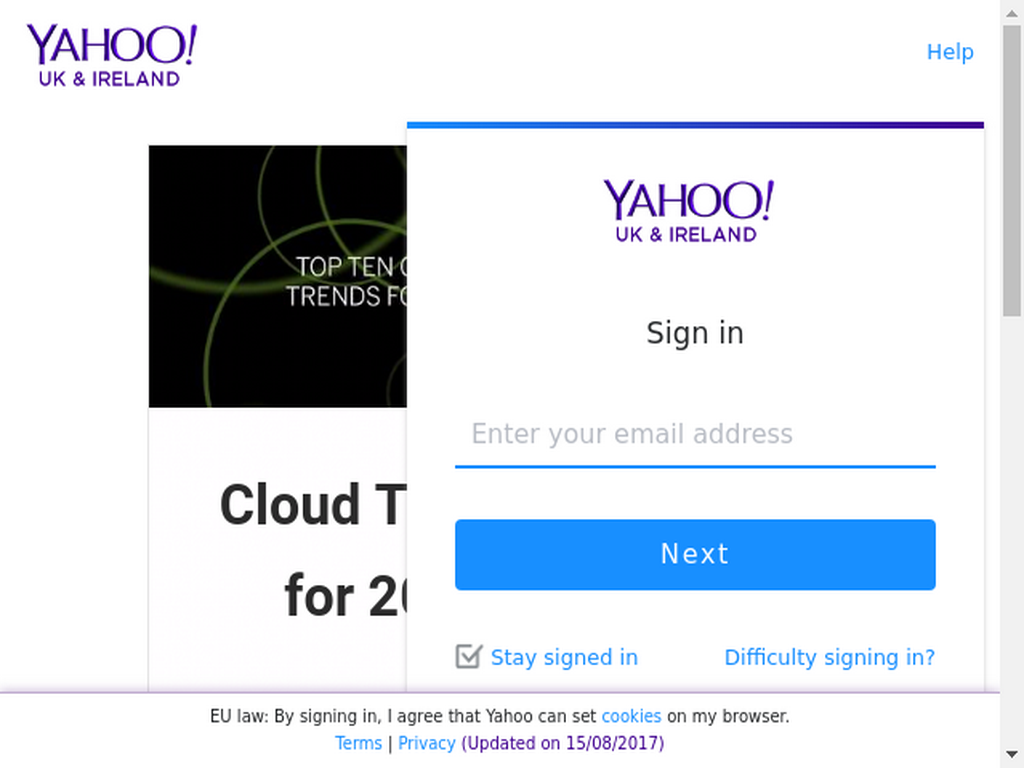 YAHOO!
UK & IRELAND
Help
TOP TEN
TRENDS
YAHOO!
UK & IRELAND
Sign in
Enter your email address
Cloud
Next
for
Stay signed in
Difficulty signing in?
EU law: By signing in, I agree that Yahoo can set cookies on my browser.
Terms | Privacy (Updated on 15/08/2017)